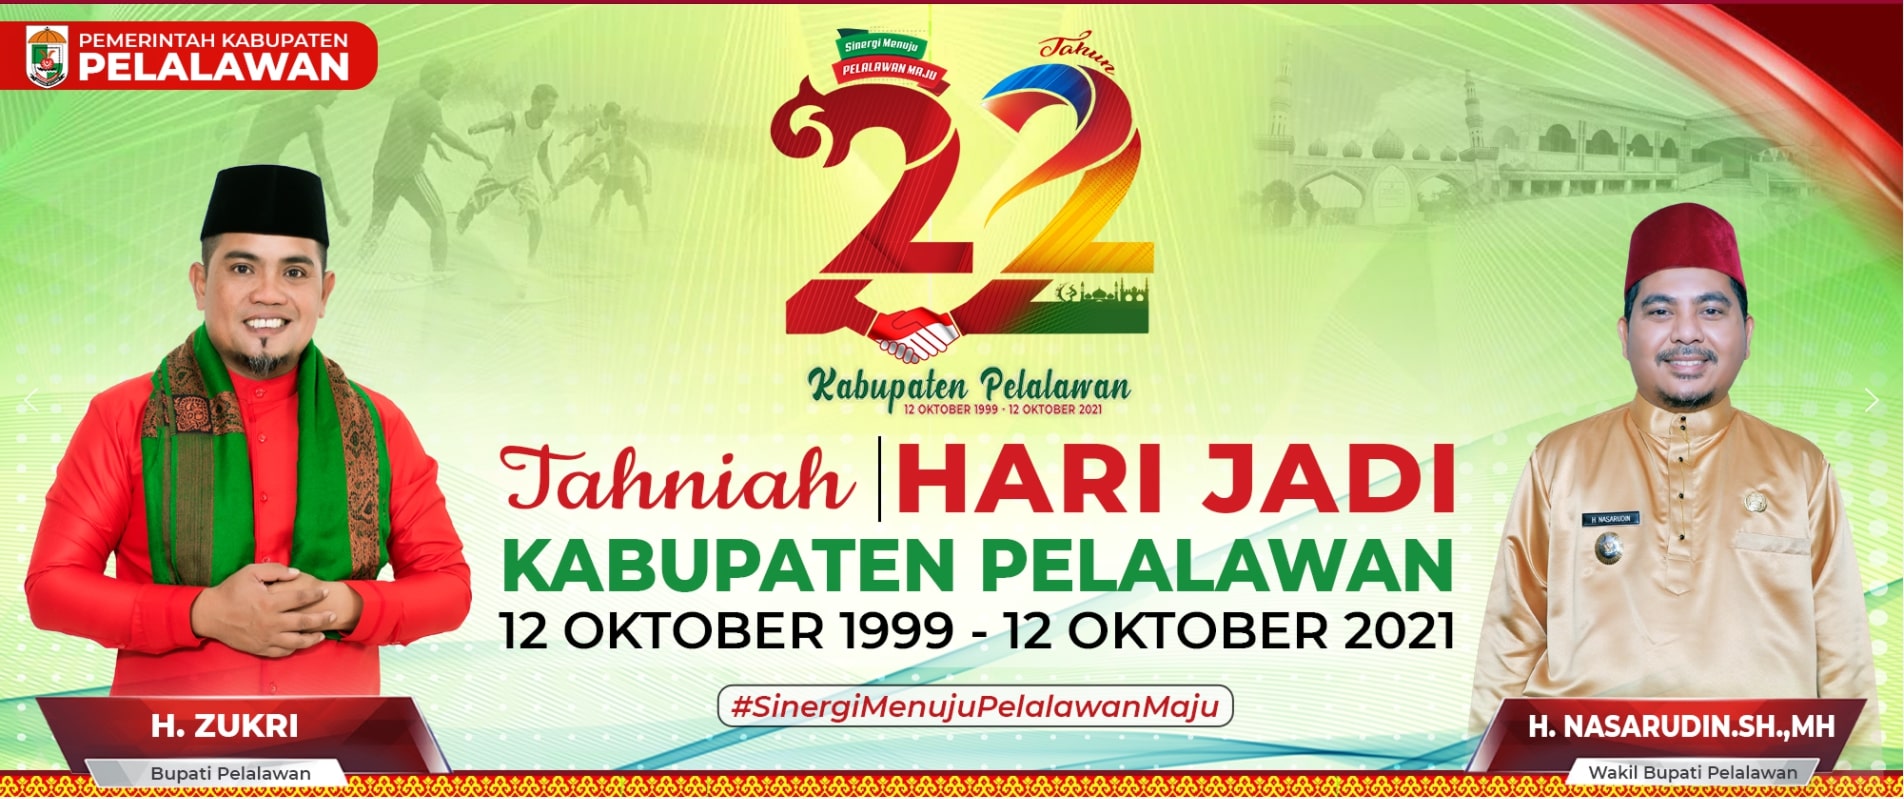 PEMERINTAH KABUPATEN
PELALAWAN
Sinergi Menuju
PELALAWAN MAJU
22
Tahun
Kabupaten Pelalawan
12 OKTOBER 1999 - 12 OKTOBER 2021
Tahniah | HARI JADI
KABUPATEN PELALAWAN
12 OKTOBER 1999 - 12 OKTOBER 2021
#SinergiMenujuPelalawanMaju
H. ZUKRI
Bupati Pelalawan
H. NASARUDIN
H. NASARUDIN.SH.,MH
Wakil Bupati Pelalawan